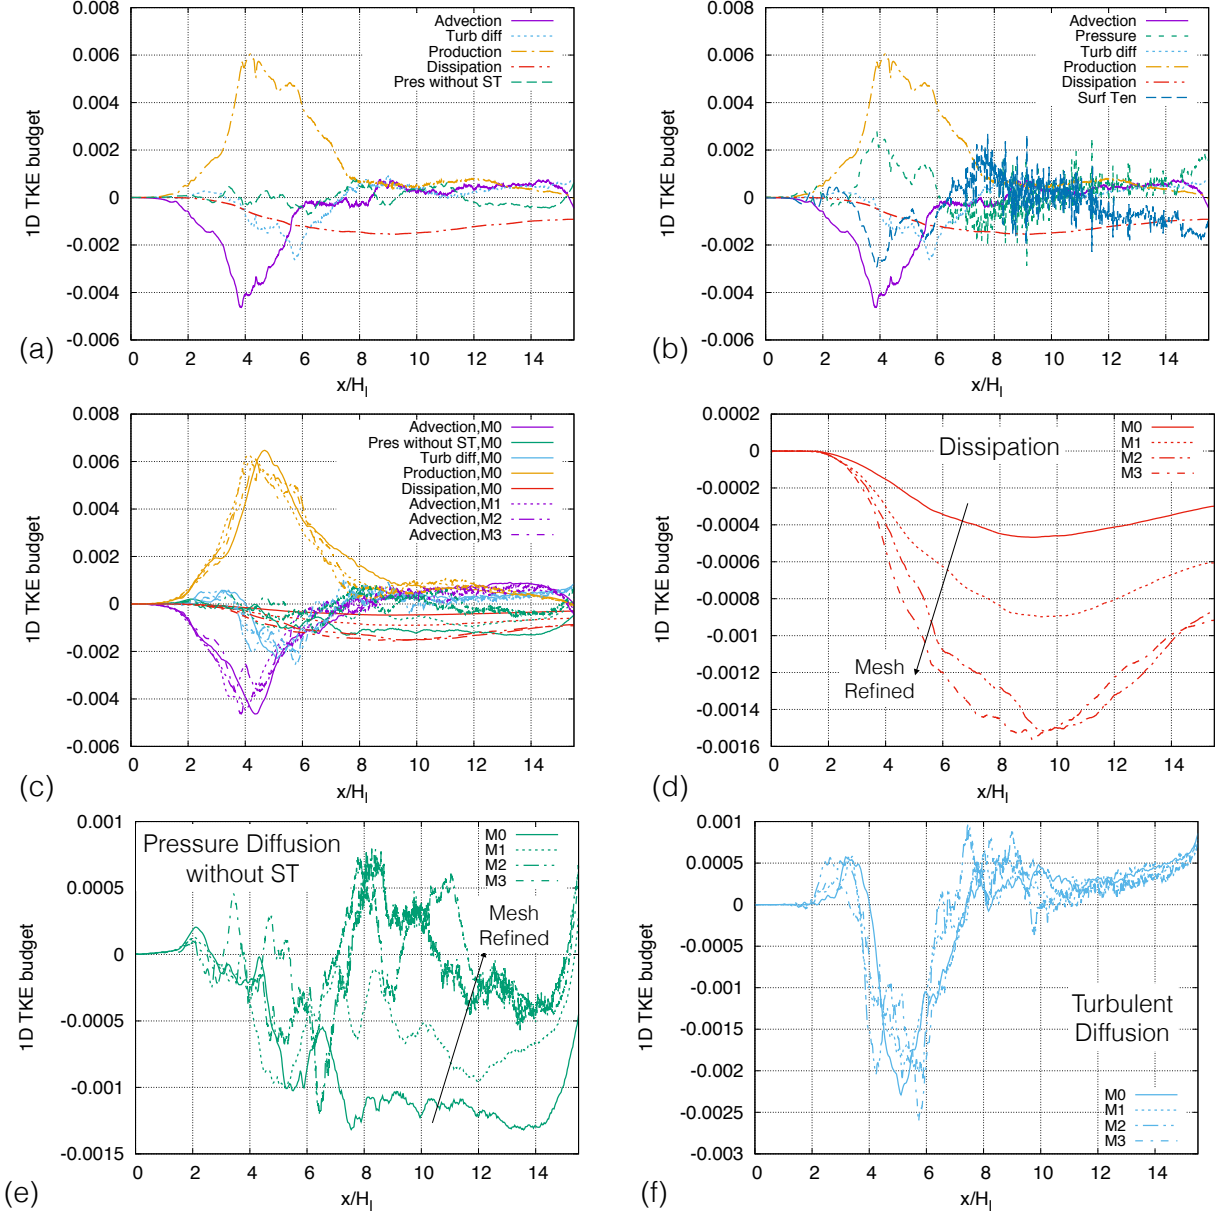 0.008
0.006
0.004
0.002
0
-0.002
-0.004
-0.006
1D TKE budget
Advection
Turb diff
Production
Dissipation
Pres without ST
0 2 4 6 8 10 12 14
x/H_l
(a)
0.008
0.006
0.004
0.002
0
-0.002
-0.004
-0.006
1D TKE budget
Advection
Pressure
Turb diff
Production
Dissipation
Surf Ten
0 2 4 6 8 10 12 14
x/H_l
(b)
0.008
0.006
0.004
0.002
0
-0.002
-0.004
-0.006
1D TKE budget
Advection,M0
Pres without ST,M0
Turb diff,M0
Production,M0
Dissipation,M0
Advection,M1
Advection,M2
Advection,M3
0 2 4 6 8 10 12 14
x/H_l
(c)
0.0002
0
-0.0002
-0.0004
-0.0006
-0.0008
-0.001
-0.0012
-0.0014
-0.0016
1D TKE budget
Dissipation
M0
M1
M2
M3
Mesh
Refined
0 2 4 6 8 10 12 14
x/H_l
(d)
0.001
0.0005
0
-0.0005
-0.001
-0.0015
1D TKE budget
Pressure Diffusion
without ST
M0
M1
M2
M3
Mesh
Refined
0 2 4 6 8 10 12 14
x/H_l
(e)
0.001
0.0005
0
-0.0005
-0.001
-0.0015
-0.002
-0.0025
-0.003
1D TKE budget
Turbulent
Diffusion
M0
M1
M2
M3
0 2 4 6 8 10 12 14
x/H_l
(f)